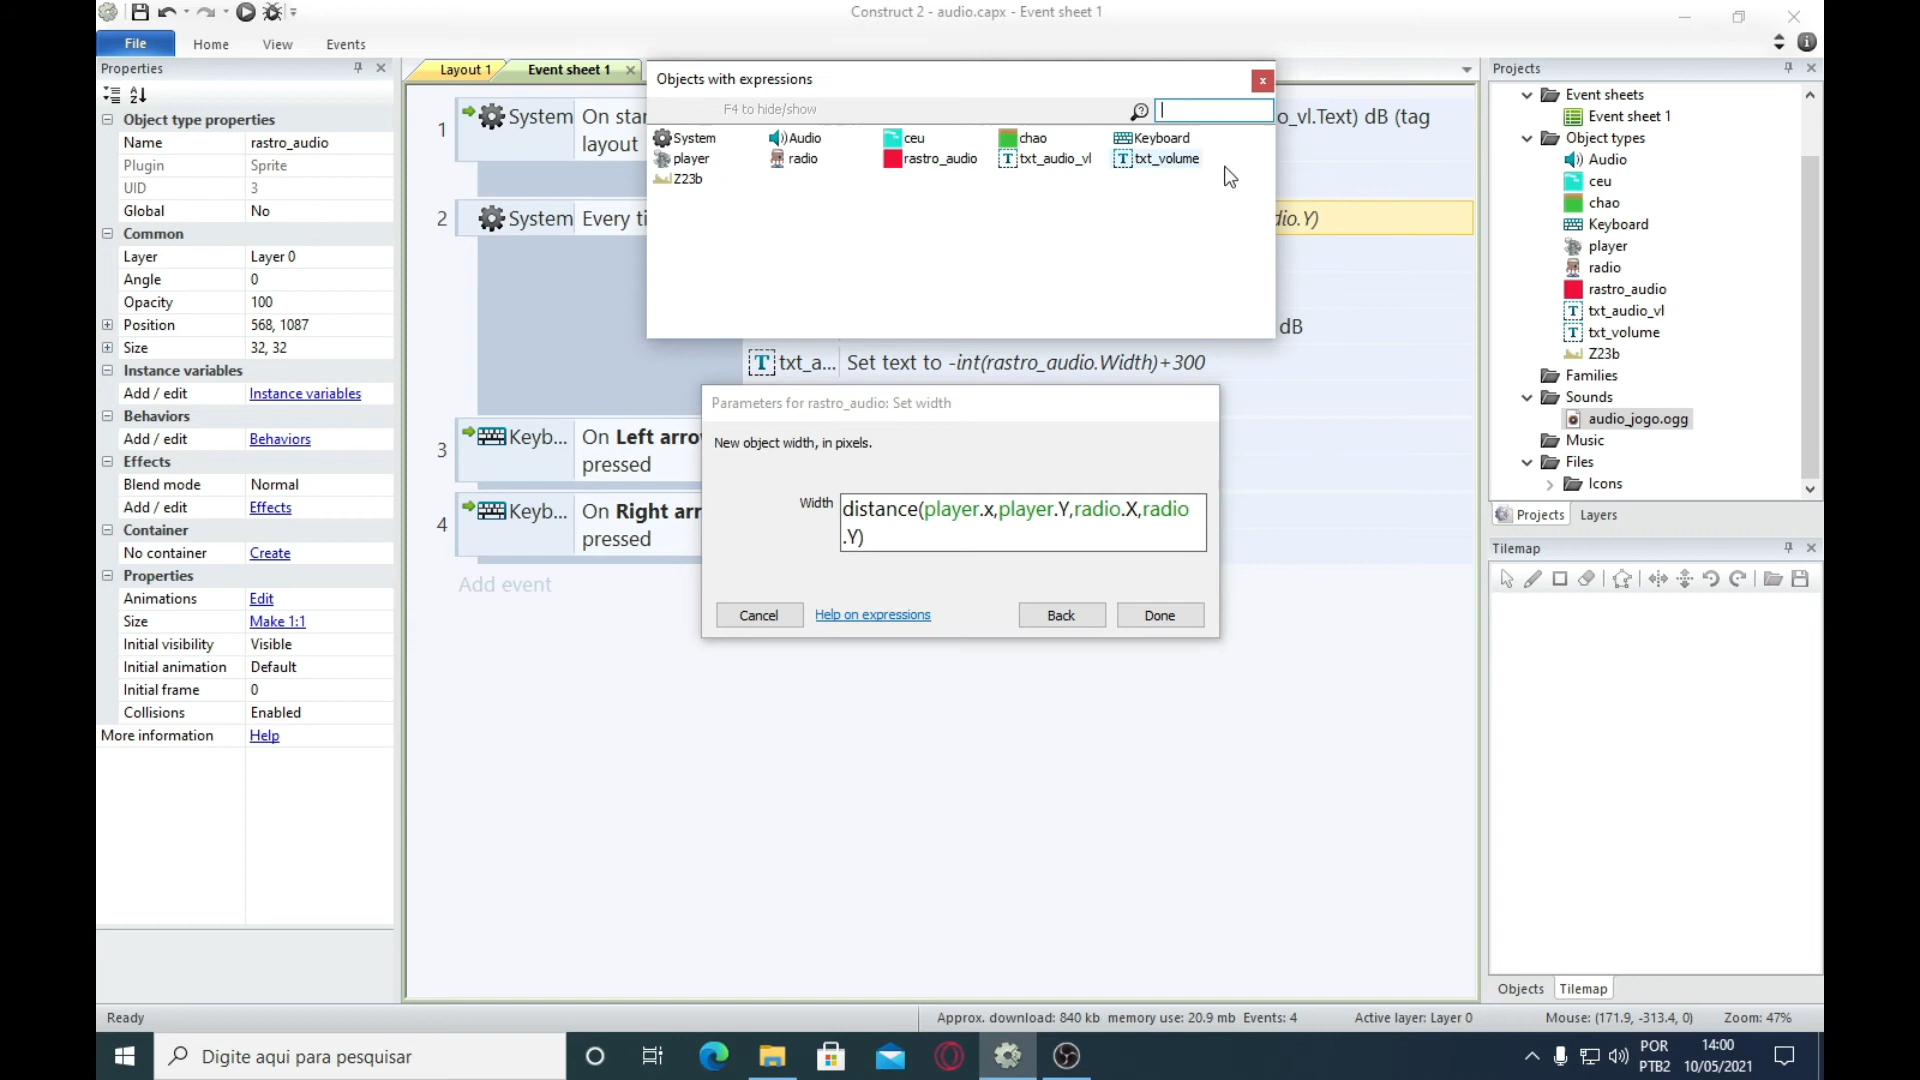 Construct 2 - audio.capx - Event sheet 1
File
Home
View
Events
Properties
Object type properties
Name rastro_audio
Plugin Sprite
UID 3
Global No
Common
Layer Layer 0
Angle 0
Opacity 100
Position 568, 1087
Size 32, 32
Instance variables
Add / edit Instance variables
Behaviors
Add / edit Behaviors
Effects
Blend mode Normal
Add / edit Effects
Container
No container Create
Properties
Animations Edit
Size Make 1:1
Initial visibility Visible
Initial animation Default
Initial frame 0
Collisions Enabled
More information Help
Layout 1
Event sheet 1
1
System
On star
layout
o_vl.Text) dB (tag
2
System
Every ti
dio.Y)
dB
T txt_a... Set text to -int(rastro_audio.Width)+300
3
Keyb...
On Left arro
pressed
4
Keyb...
On Right arr
pressed
Add event
Objects with expressions
F4 to hide/show
System Audio ceu chao Keyboard
player radio rastro_audio T txt_audio_vl T txt_volume
Z23b
Parameters for rastro_audio: Set width
New object width, in pixels.
Width
distance(player.x,player.Y,radio.X,radio
.Y)
Cancel
Help on expressions
Back
Done
Projects
Event sheets
Event sheet 1
Object types
Audio
ceu
chao
Keyboard
player
radio
rastro_audio
T txt_audio_vl
T txt_volume
Z23b
Families
Sounds
audio_jogo.ogg
Music
Files
Icons
Projects
Layers
Tilemap
Objects
Tilemap
Ready
Approx. download: 840 kb memory use: 20.9 mb Events: 4
Active layer: Layer 0
Mouse: (171.9, -313.4, 0)
Zoom: 47%
Digite aqui para pesquisar
POR
PTB2
14:00
10/05/2021